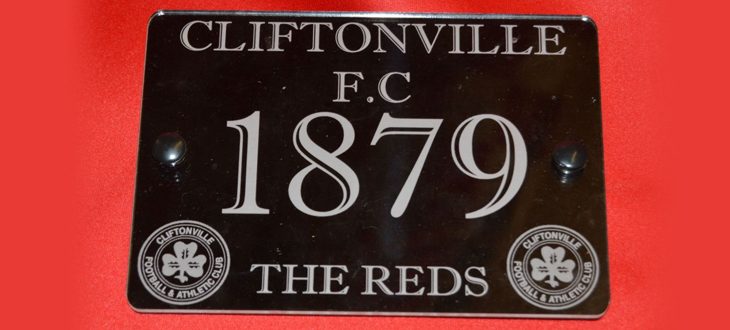 CLIFTONVILLE
F.C
1879
CLIFTONVILLE
FOOTBALL & ATHLETIC CLUB
THE REDS
CLIFTONVILLE
FOOTBALL & ATHLETIC CLUB